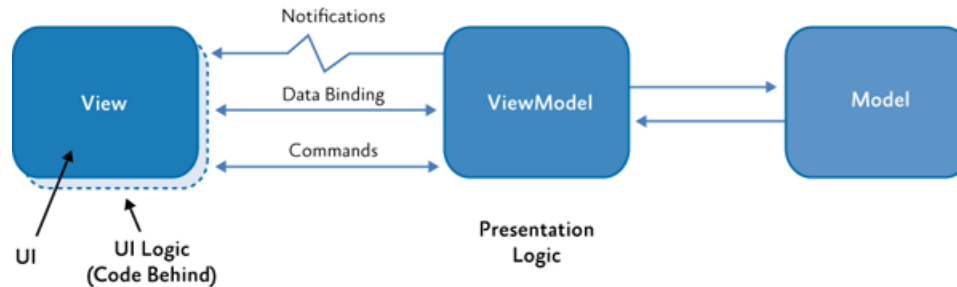 Notifications
View
Data Binding
ViewModel
Model
Commands
UI
UI Logic
(Code Behind)
Presentation
Logic